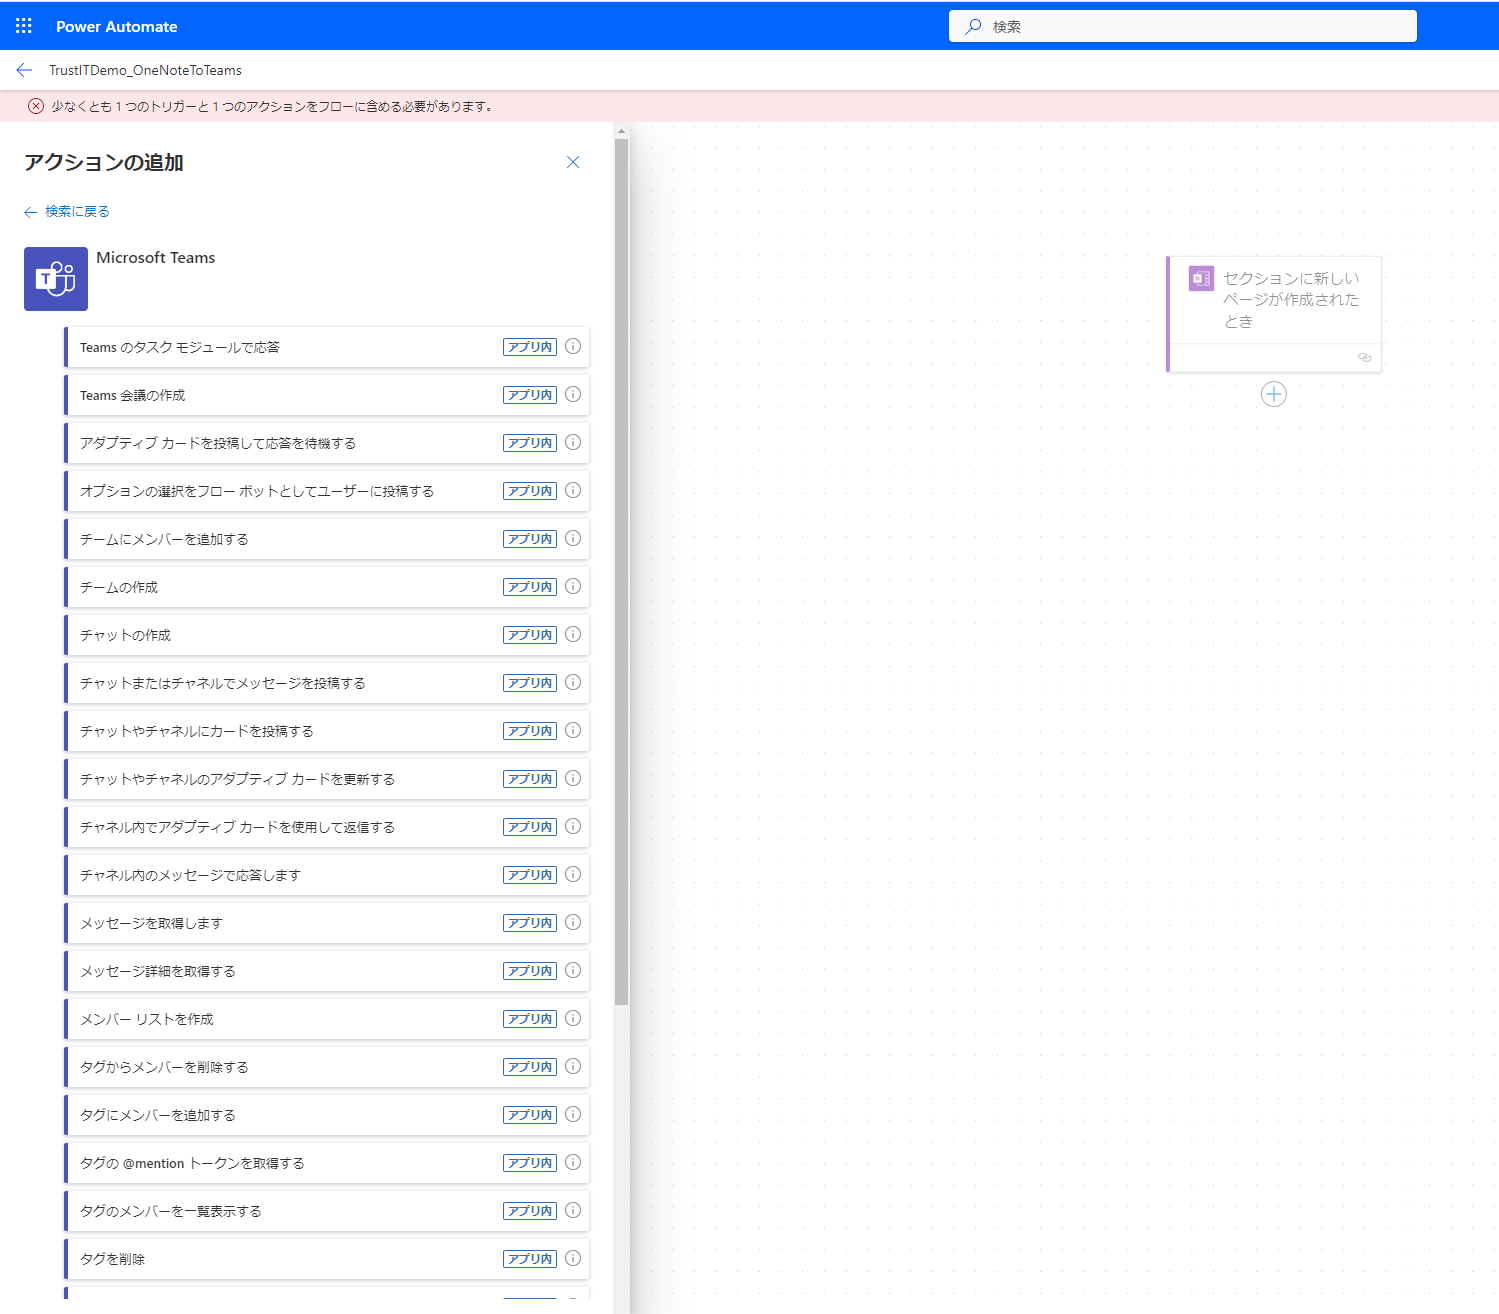 Power Automate
検索
TrustITDemo_OneNoteToTeams
少なくとも 1 つのトリガーと 1 つのアクションをフローに含める必要があります。
アクションの追加
検索に戻る
Microsoft Teams
Teams のタスク モジュールで応答 アプリ内
Teams 会議の作成 アプリ内
アダプティブ カードを投稿して応答を待機する アプリ内
オプションの選択をフロー ボットとしてユーザーに投稿する アプリ内
チームにメンバーを追加する アプリ内
チームの作成 アプリ内
チャットの作成 アプリ内
チャットまたはチャネルでメッセージを投稿する アプリ内
チャットやチャネルにカードを投稿する アプリ内
チャットやチャネルのアダプティブ カードを更新する アプリ内
チャネル内でアダプティブ カードを使用して返信する アプリ内
チャネル内のメッセージで応答します アプリ内
メッセージを取得します アプリ内
メッセージ詳細を取得する アプリ内
メンバー リストを作成 アプリ内
タグからメンバーを削除する アプリ内
タグにメンバーを追加する アプリ内
タグの @mention トークンを取得する アプリ内
タグのメンバーを一覧表示する アプリ内
タグを削除 アプリ内
セクションに新しい
ページが作成された
とき